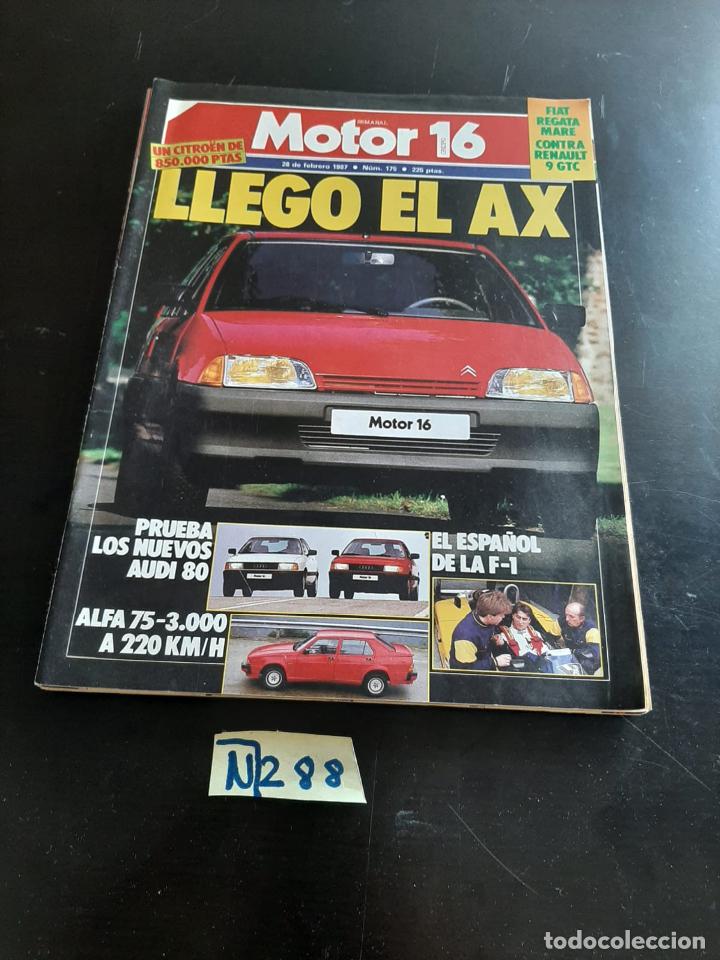 SEMANAL
Motor 16
GRUPO
28 de febrero 1987 • Núm. 175 • 225 ptas.
UN CITROËN DE
850.000 PTAS
FIAT
REGATA
MARE
CONTRA
RENAULT
9 GTC
LLEGO EL AX
Motor 16
PRUEBA
LOS NUEVOS
AUDI 80
EL ESPAÑOL
DE LA F-1
ALFA 75-3.000
A 220 KM/H
N288
todocoleccion